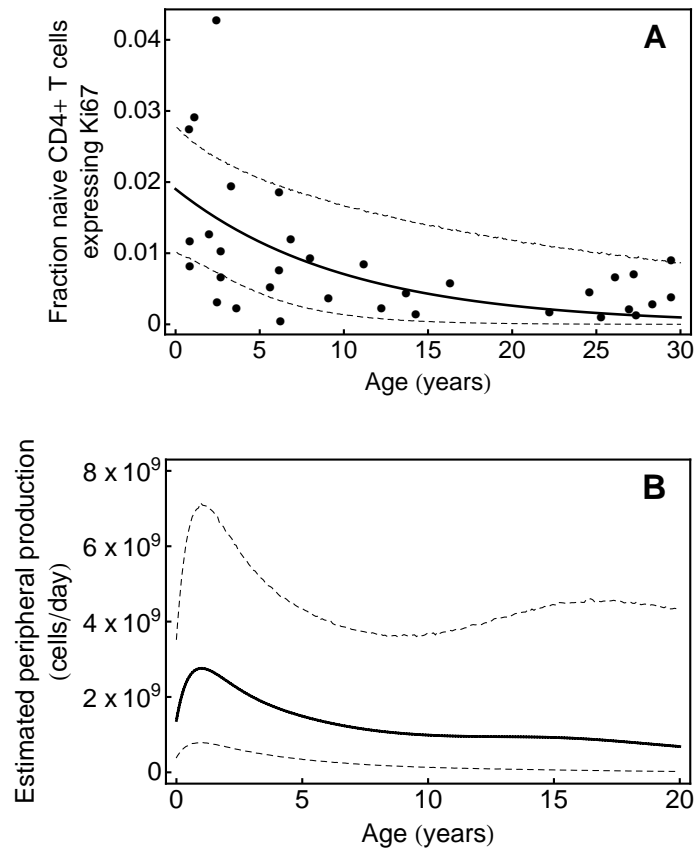 A
Fraction naive CD4+ T cells
expressing Ki67
0.04
0.03
0.02
0.01
0
0 5 10 15 20 25 30
Age (years)
B
Estimated peripheral production
(cells/day)
8 x 10⁹
6 x 10⁹
4 x 10⁹
2 x 10⁹
0
0 5 10 15 20
Age (years)